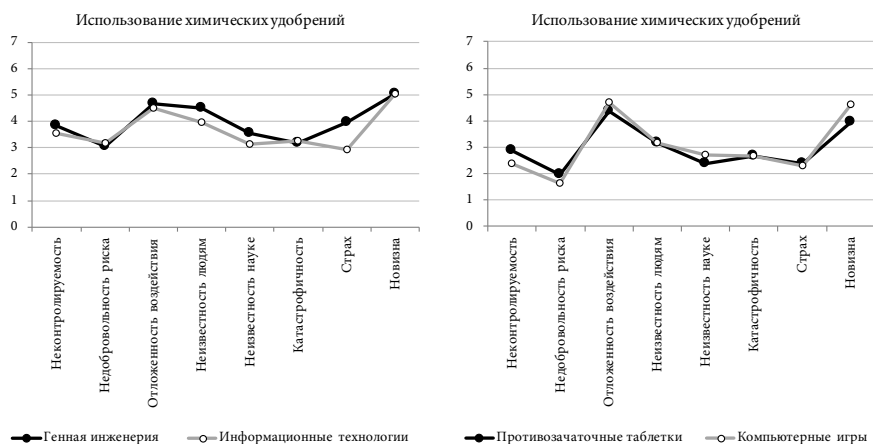 Использование химических удобрений
7
6
5
4
3
2
1
0
Неконтролируемость
Недобровольность риска
Отложенность воздействия
Неизвестность людям
Неизвестность науке
Катастрофичность
Страх
Новизна
Генная инженерия
Информационные технологии
Использование химических удобрений
7
6
5
4
3
2
1
0
Неконтролируемость
Недобровольность риска
Отложенность воздействия
Неизвестность людям
Неизвестность науке
Катастрофичность
Страх
Новизна
Противозачаточные таблетки
Компьютерные игры